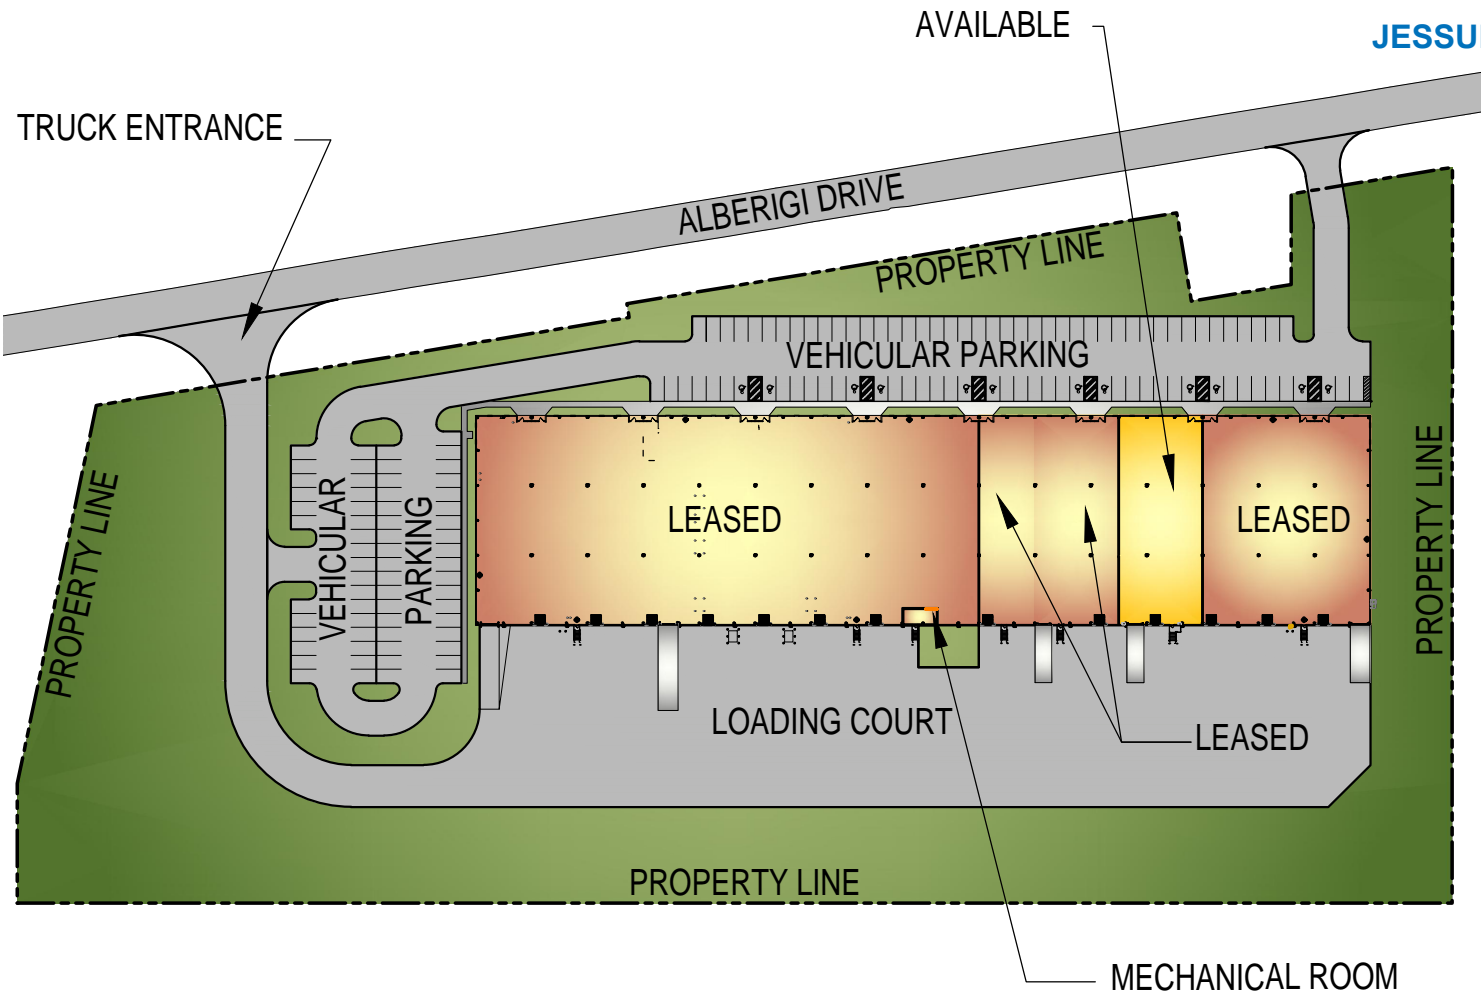 AVAILABLE
JESSU
TRUCK ENTRANCE
ALBERIGI DRIVE
PROPERTY LINE
VEHICULAR PARKING
PROPERTY LINE
VEHICULAR
PARKING
LEASED
LEASED
PROPERTY LINE
LOADING COURT
LEASED
PROPERTY LINE
MECHANICAL ROOM